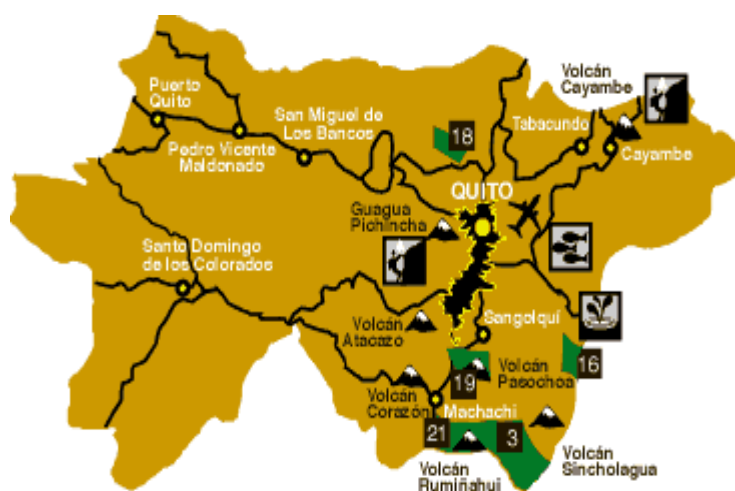 Volcán
Cayambe
Puerto
Quito
San Miguel de
Los Bancos
Tabacundo
18
Pedro Vicente
Maldonado
Cayambe
QUITO
Guagua
Pichincha
Santo Domingo
de los Colorados
Volcán
Atacazo
Sangolquí
16
19
Volcán
Pasochoa
Volcán
Corazón
Machachi
21
3
Volcán
Rumiñahui
Volcán
Sincholagua